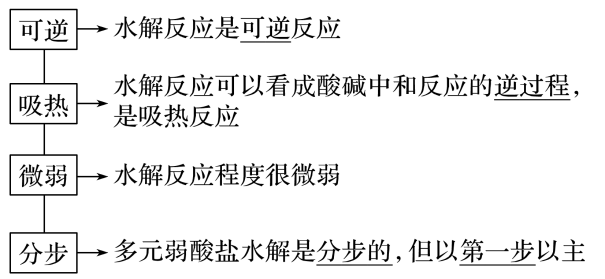 可逆 水解反应是可逆反应
吸热 水解反应可以看成酸碱中和反应的逆过程，
是吸热反应
微弱 水解反应程度很微弱
分步 多元弱酸盐水解是分步的，但以第一步以主